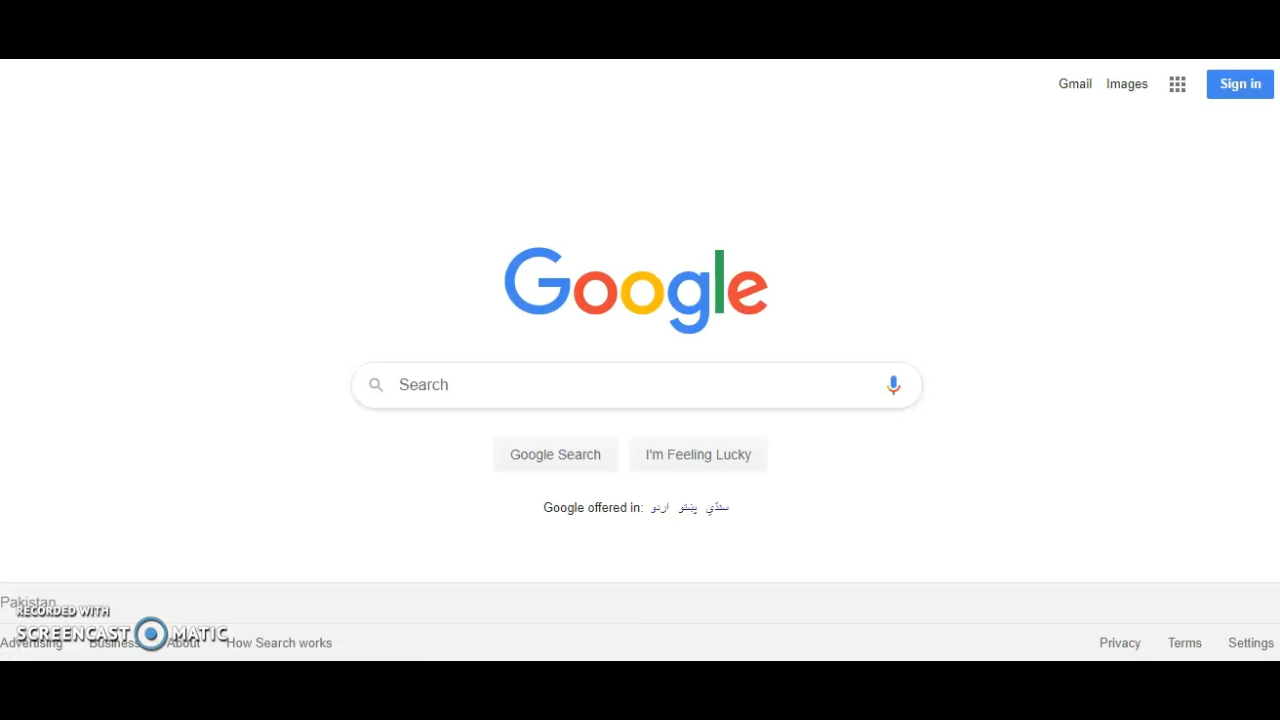 Gmail Images Sign in
Google
Search
Google Search I'm Feeling Lucky
Google offered in: اردو پښتو سنڌي
Pakistan
RECORDED WITH
SCREENCAST MATIC
Advertising Business About How Search works Privacy Terms Settings